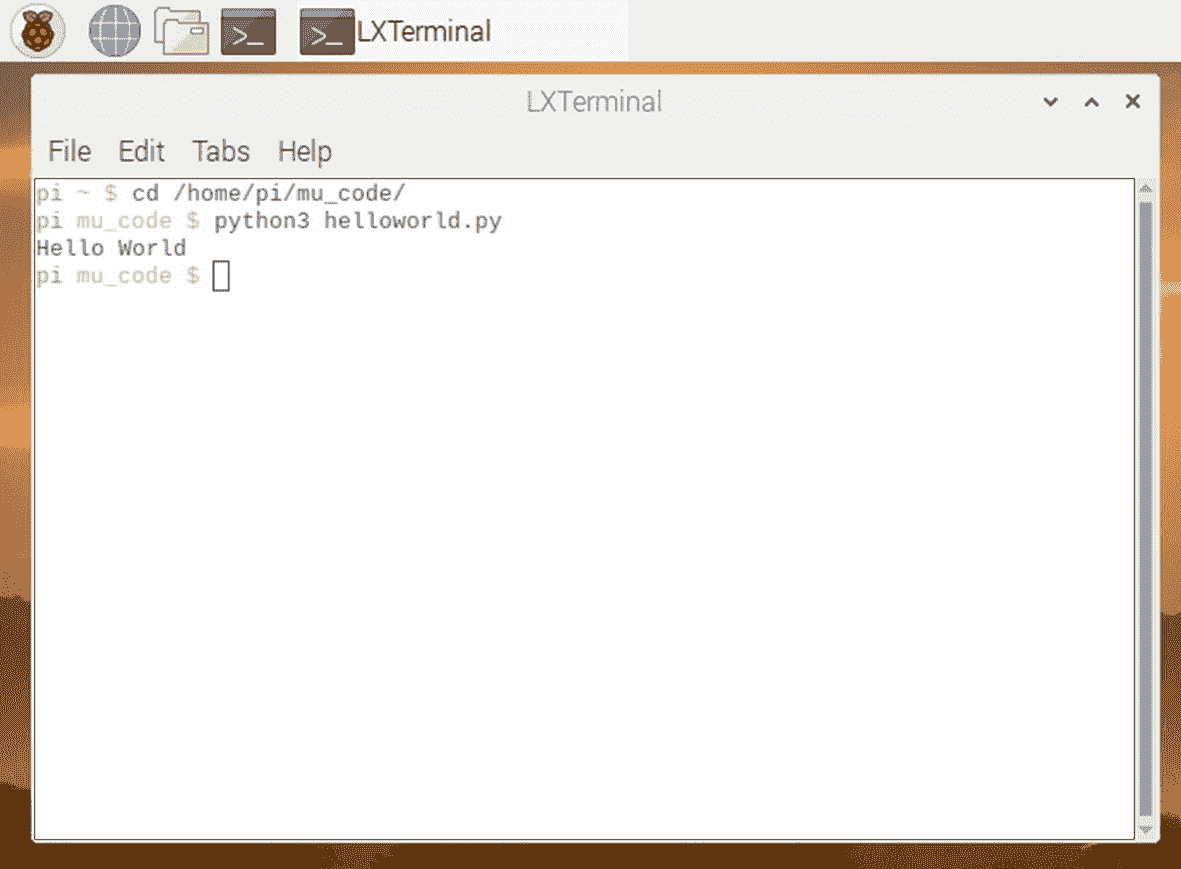 LXTerminal
LXTerminal
File Edit Tabs Help
pi ~ $ cd /home/pi/mu_code/
pi mu_code $ python3 helloworld.py
Hello World
pi mu_code $